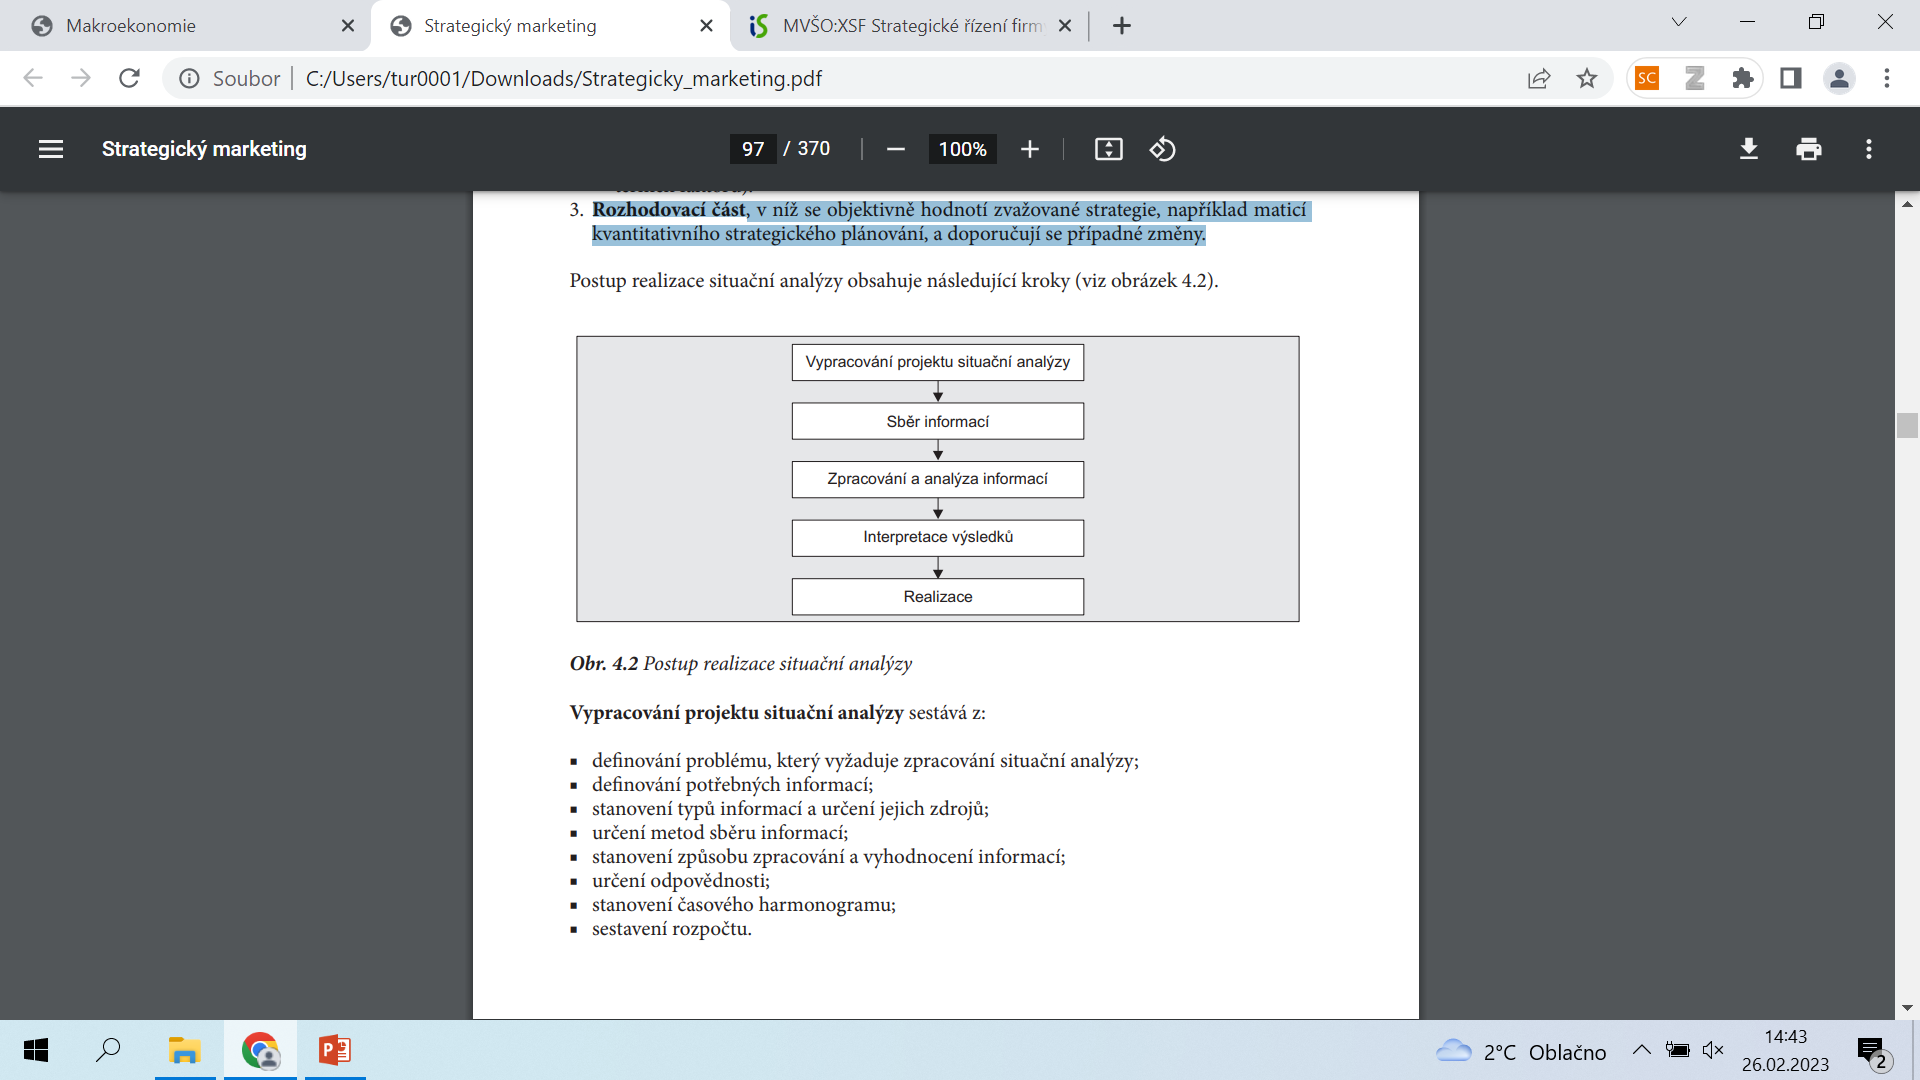 Makroekonomie
Strategický marketing
MVŠO:XSF Strategické řízení firm
Soubor
C:/Users/tur0001/Downloads/Strategicky_marketing.pdf
SC
Z
Strategický marketing
97 / 370
100%
3. Rozhodovací část, v níž se objektivně hodnotí zvažované strategie, například maticí
kvantitativního strategického plánování, a doporučují se případné změny.
Postup realizace situační analýzy obsahuje následující kroky (viz obrázek 4.2).
Vypracování projektu situační analýzy
Sběr informací
Zpracování a analýza informací
Interpretace výsledků
Realizace
Obr. 4.2 Postup realizace situační analýzy
Vypracování projektu situační analýzy sestává z:
▪ definování problému, který vyžaduje zpracování situační analýzy;
▪ definování potřebných informací;
▪ stanovení typů informací a určení jejich zdrojů;
▪ určení metod sběru informací;
▪ stanovení způsobu zpracování a vyhodnocení informací;
▪ určení odpovědnosti;
▪ stanovení časového harmonogramu;
▪ sestavení rozpočtu.
P
2°C Oblačno
14:43
26.02.2023
2